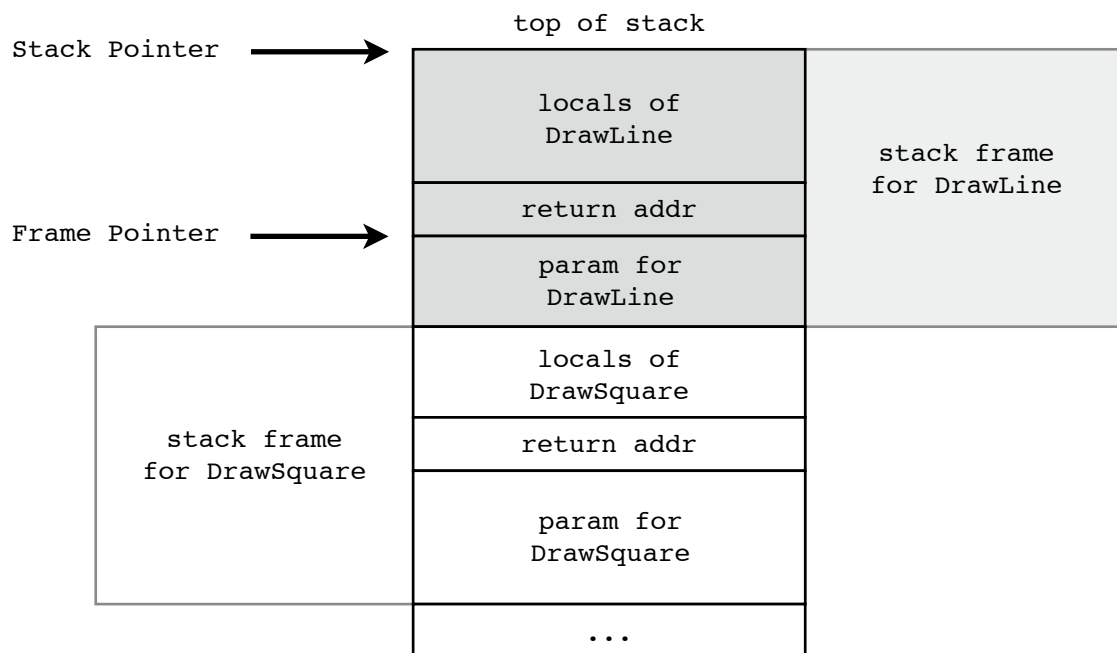 top of stack
Stack Pointer
locals of
DrawLine
stack frame
for DrawLine
return addr
Frame Pointer
param for
DrawLine
locals of
DrawSquare
stack frame
for DrawSquare
return addr
param for
DrawSquare
...